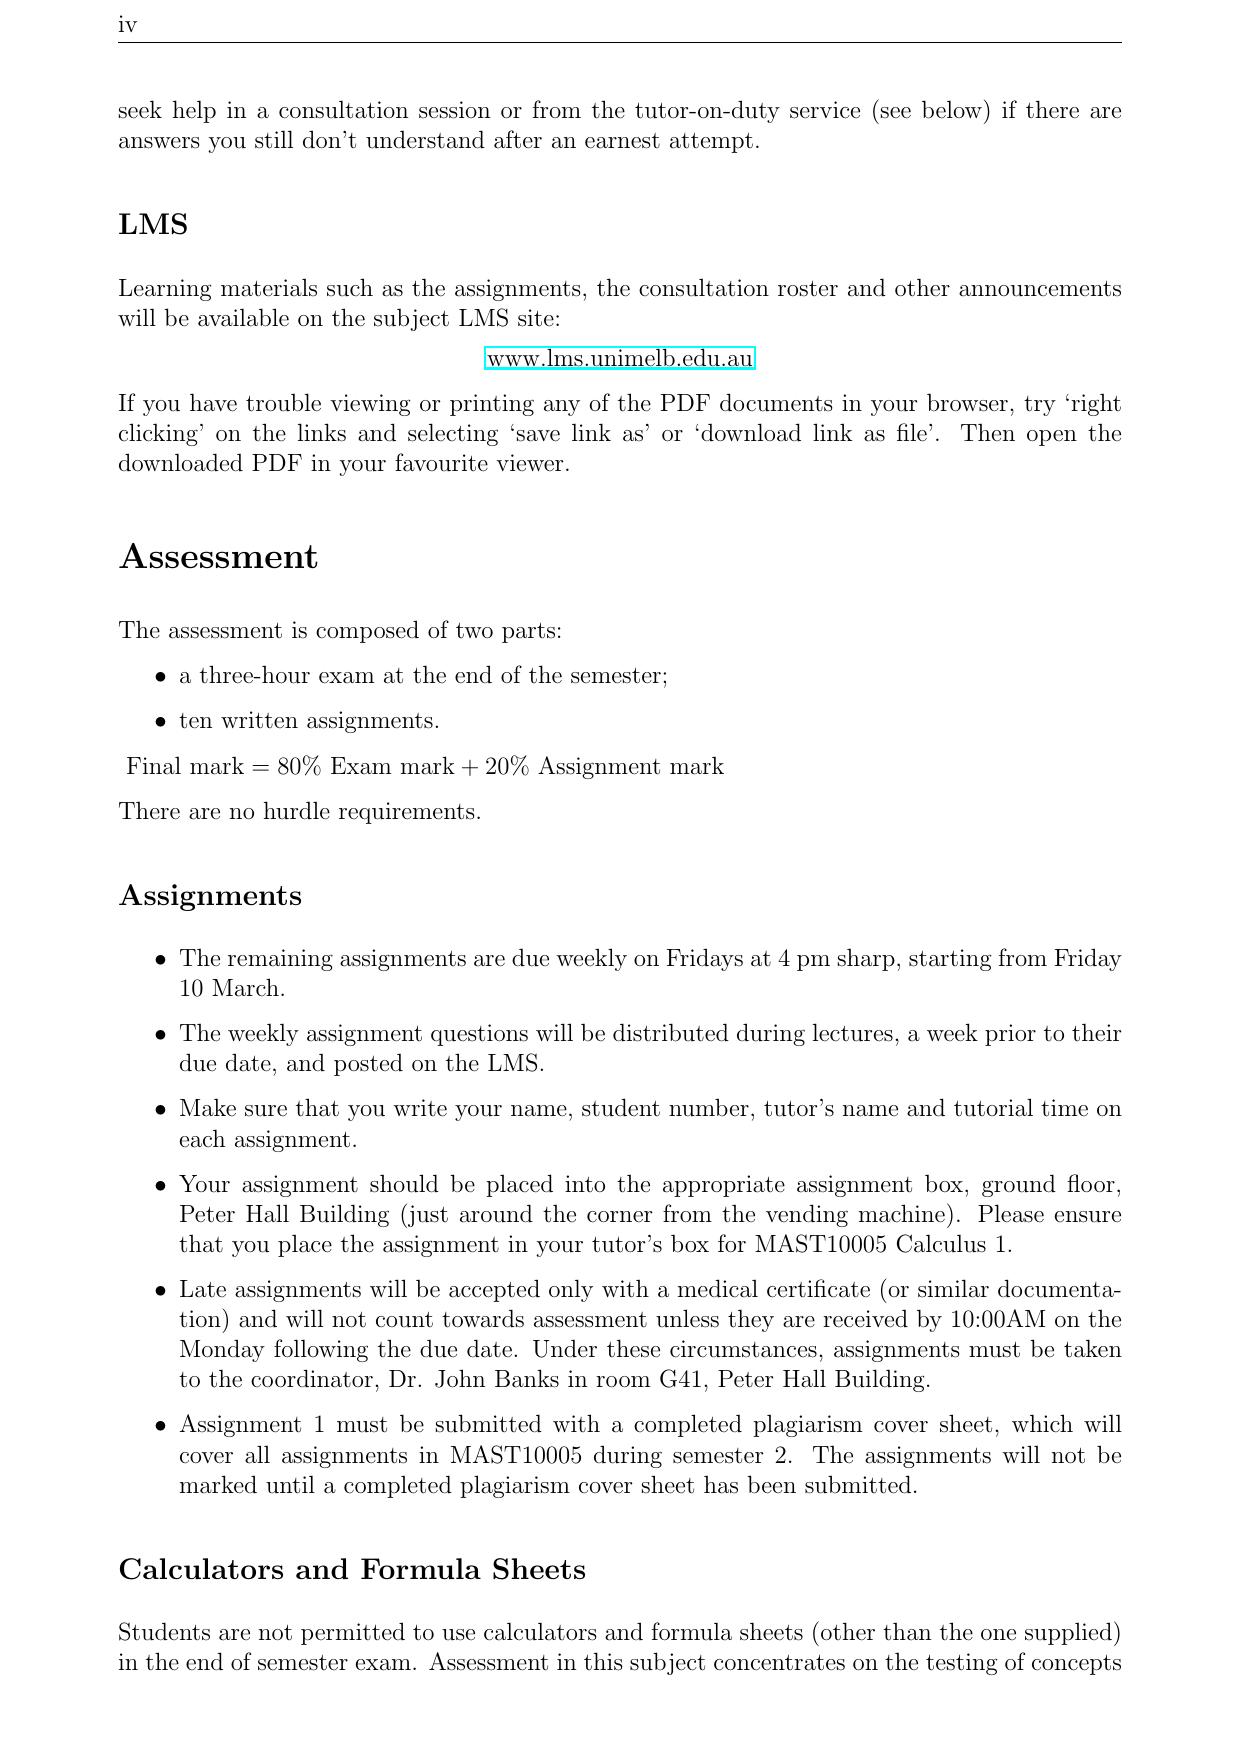 iv
seek help in a consultation session or from the tutor-on-duty service (see below) if there are
answers you still don't understand after an earnest attempt.
LMS
Learning materials such as the assignments, the consultation roster and other announcements
will be available on the subject LMS site:
www.lms.unimelb.edu.au
If you have trouble viewing or printing any of the PDF documents in your browser, try ‘right
clicking’ on the links and selecting ‘save link as’ or ‘download link as file’. Then open the
downloaded PDF in your favourite viewer.
Assessment
The assessment is composed of two parts:
• a three-hour exam at the end of the semester;
• ten written assignments.
Final mark = 80% Exam mark + 20% Assignment mark
There are no hurdle requirements.
Assignments
• The remaining assignments are due weekly on Fridays at 4 pm sharp, starting from Friday
10 March.
• The weekly assignment questions will be distributed during lectures, a week prior to their
due date, and posted on the LMS.
• Make sure that you write your name, student number, tutor's name and tutorial time on
each assignment.
• Your assignment should be placed into the appropriate assignment box, ground floor,
Peter Hall Building (just around the corner from the vending machine). Please ensure
that you place the assignment in your tutor's box for MAST10005 Calculus 1.
• Late assignments will be accepted only with a medical certificate (or similar documenta-
tion) and will not count towards assessment unless they are received by 10:00AM on the
Monday following the due date. Under these circumstances, assignments must be taken
to the coordinator, Dr. John Banks in room G41, Peter Hall Building.
• Assignment 1 must be submitted with a completed plagiarism cover sheet, which will
cover all assignments in MAST10005 during semester 2. The assignments will not be
marked until a completed plagiarism cover sheet has been submitted.
Calculators and Formula Sheets
Students are not permitted to use calculators and formula sheets (other than the one supplied)
in the end of semester exam. Assessment in this subject concentrates on the testing of concepts